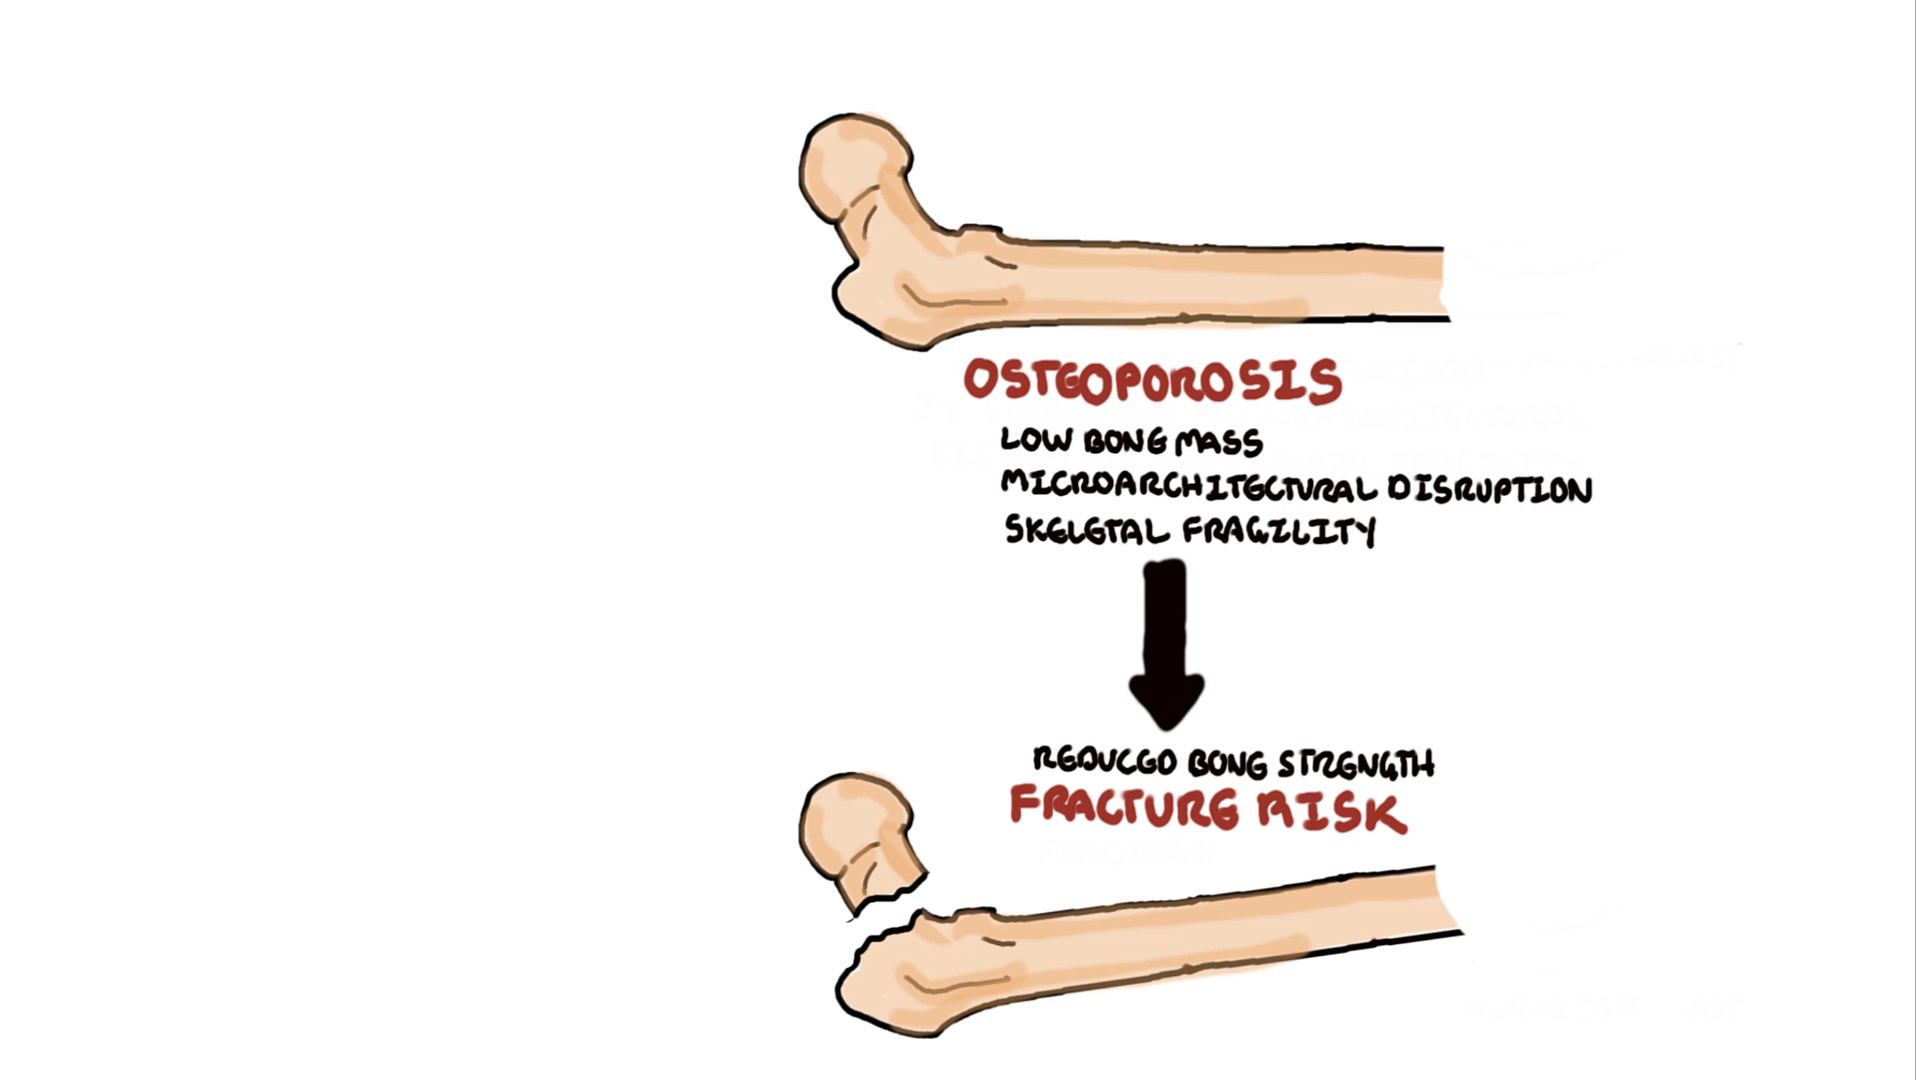 OSTEOPOROSIS
LOW BONE MASS
MICROARCHITECTURAL DISRUPTION
SKELETAL FRAGILITY
REDUCED BONE STRENGTH
FRACTURE RISK